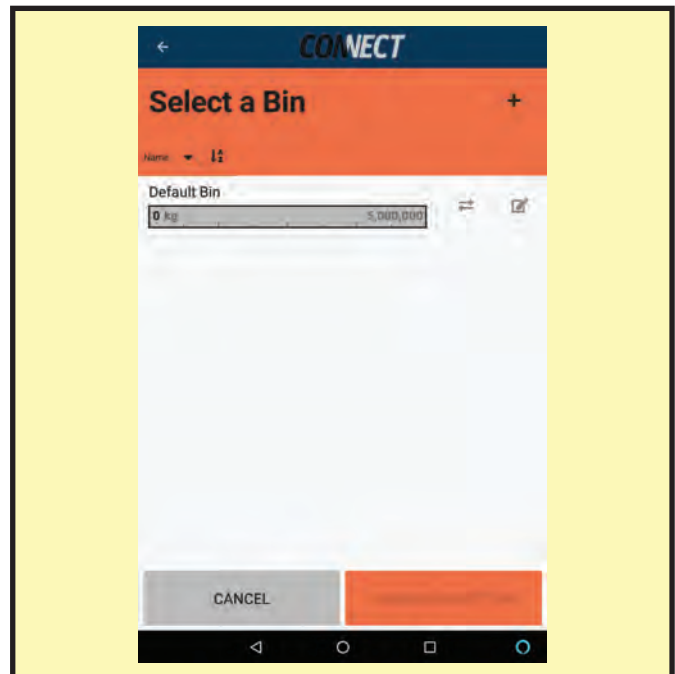 CONNECT
Select a Bin
+
Name
Default Bin
0 kg 5,000,000
CANCEL